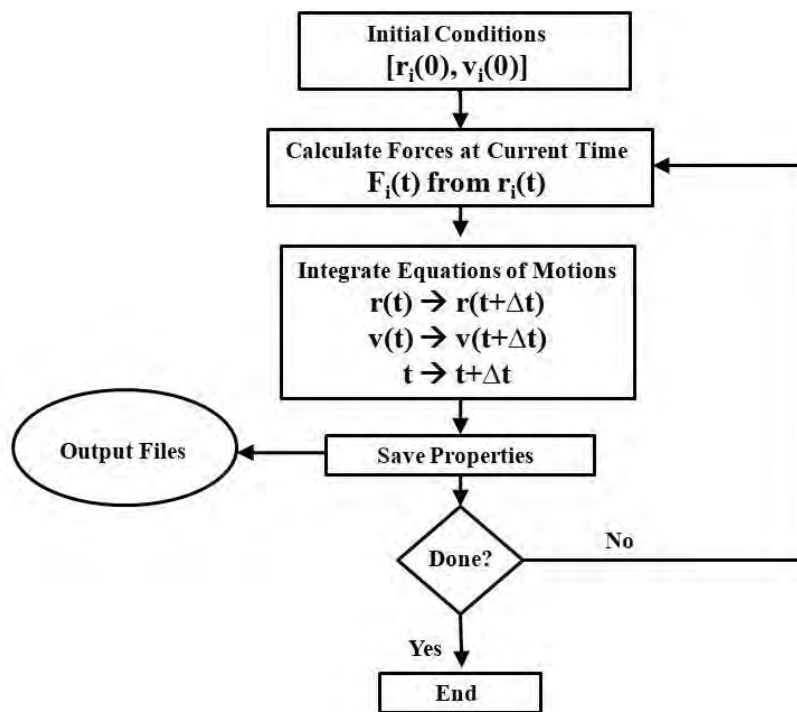 Initial Conditions
[rᵢ(0), vᵢ(0)]
Calculate Forces at Current Time
Fᵢ(t) from rᵢ(t)
Integrate Equations of Motions
r(t) → r(t+Δt)
v(t) → v(t+Δt)
t → t+Δt
Output Files
Save Properties
Done?
No
Yes
End